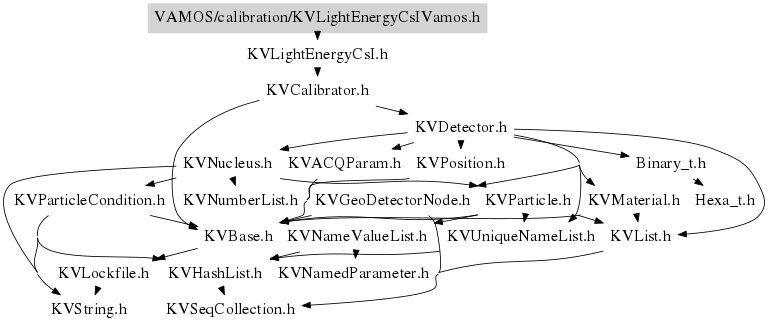 VAMOS/calibration/KVLightEnergyCsIVamos.h
KVLightEnergyCsI.h
KVCalibrator.h
KVDetector.h
KVNucleus.h KVACQParam.h KVPosition.h Binary_t.h
KVParticleCondition.h KVNumberList.h KVGeoDetectorNode.h KVParticle.h KVMaterial.h Hexa_t.h
KVBase.h KVNameValueList.h KVUniqueNameList.h KVList.h
KVLockfile.h KVHashList.h KVNamedParameter.h
KVString.h KVSeqCollection.h